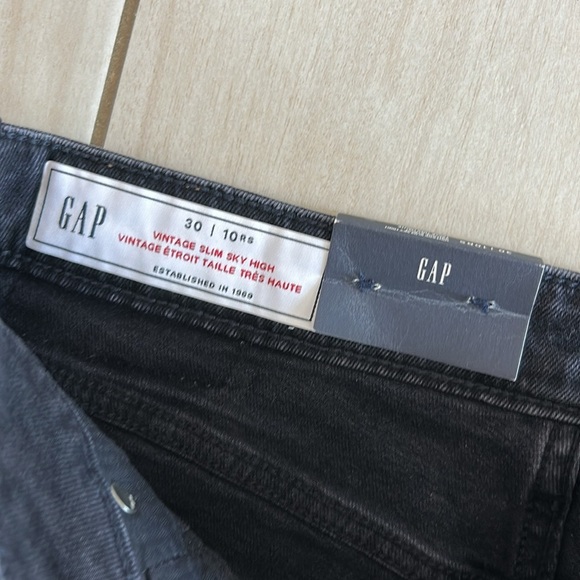 GAP
30 | 10RS
VINTAGE SLIM SKY HIGH
VINTAGE ÉTROIT TAILLE TRÈS HAUTE
ESTABLISHED IN 1969
GAP